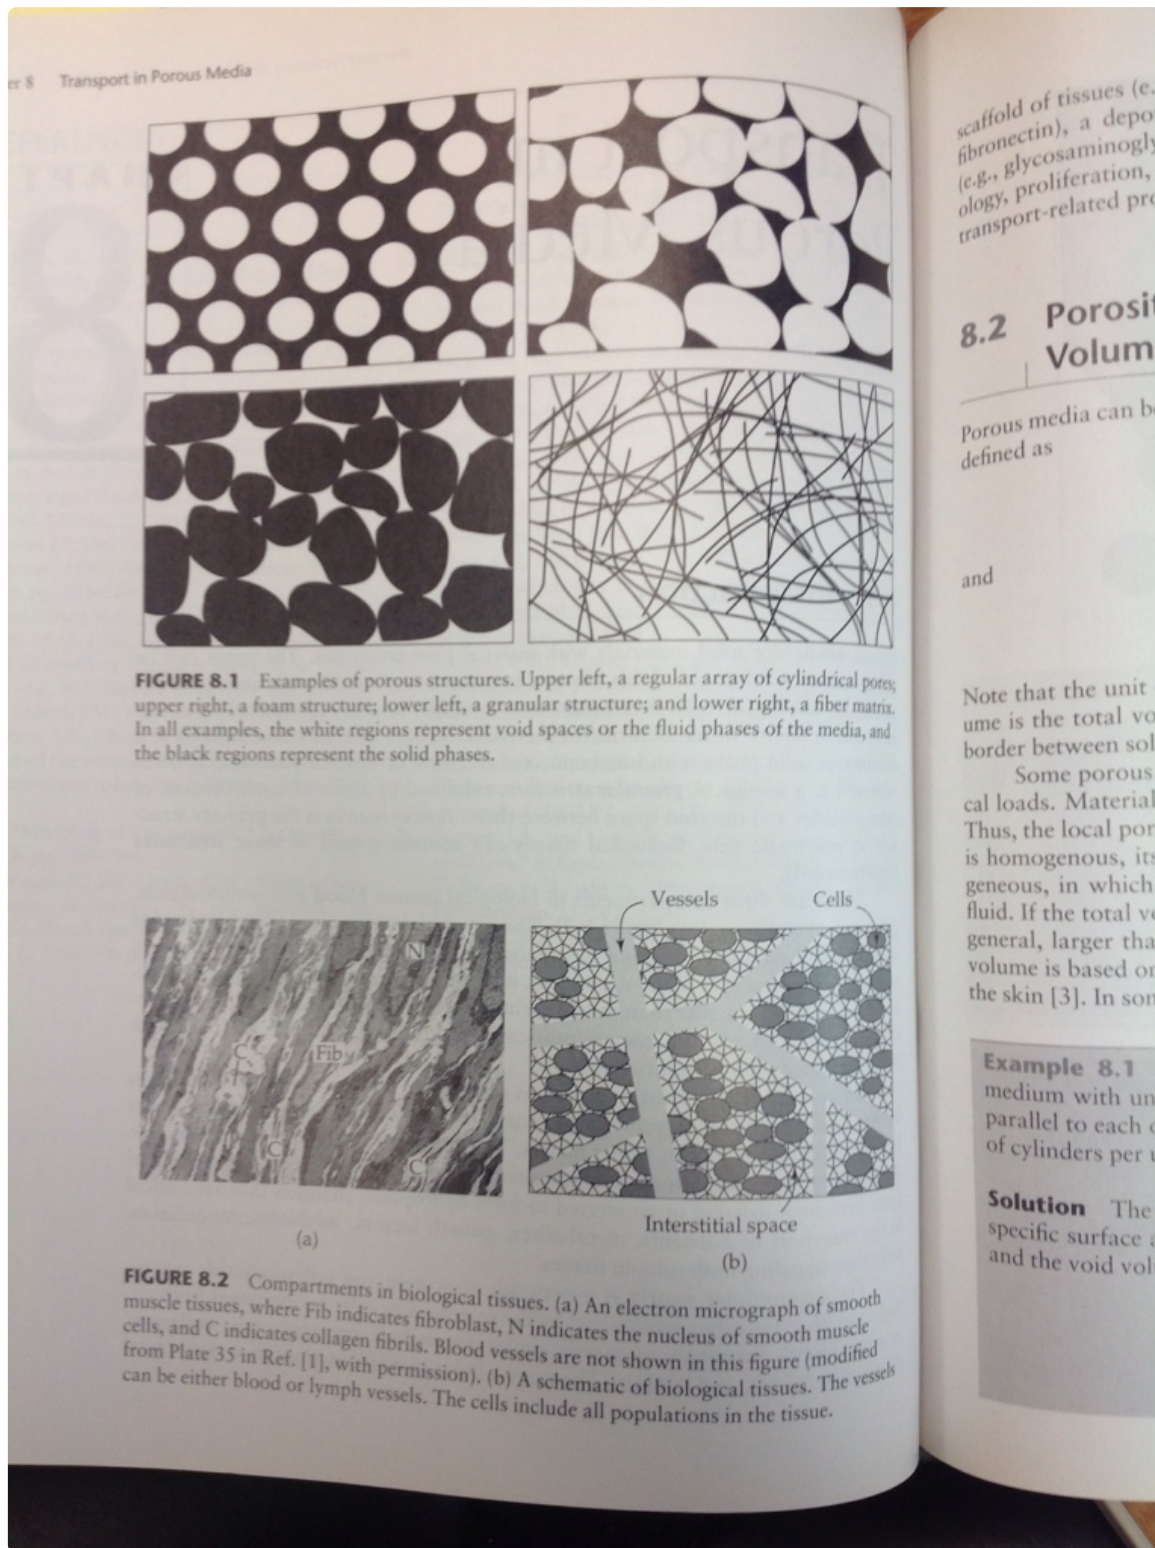 er 8 Transport in Porous Media
FIGURE 8.1 Examples of porous structures. Upper left, a regular array of cylindrical pores;
upper right, a foam structure; lower left, a granular structure; and lower right, a fiber matrix.
In all examples, the white regions represent void spaces or the fluid phases of the media, and
the black regions represent the solid phases.
Vessels
Cells
N
C
Fib
C
C
Interstitial space
(a)
(b)
FIGURE 8.2 Compartments in biological tissues. (a) An electron micrograph of smooth
muscle tissues, where Fib indicates fibroblast, N indicates the nucleus of smooth muscle
cells, and C indicates collagen fibrils. Blood vessels are not shown in this figure (modified
from Plate 35 in Ref. [1], with permission). (b) A schematic of biological tissues. The vessels
can be either blood or lymph vessels. The cells include all populations in the tissue.
scaffold of tissues (e.
fibronectin), a depo
(e.g., glycosaminogly
ology, proliferation,
transport-related pro
8.2 Porosit
Volum
Porous media can be
defined as
and
Note that the unit
ume is the total vo
border between sol
Some porous
cal loads. Material
Thus, the local por
is homogenous, its
geneous, in which
fluid. If the total ve
general, larger tha
volume is based on
the skin [3]. In som
Example 8.1
medium with un
parallel to each o
of cylinders per u
Solution The
specific surface a
and the void vol